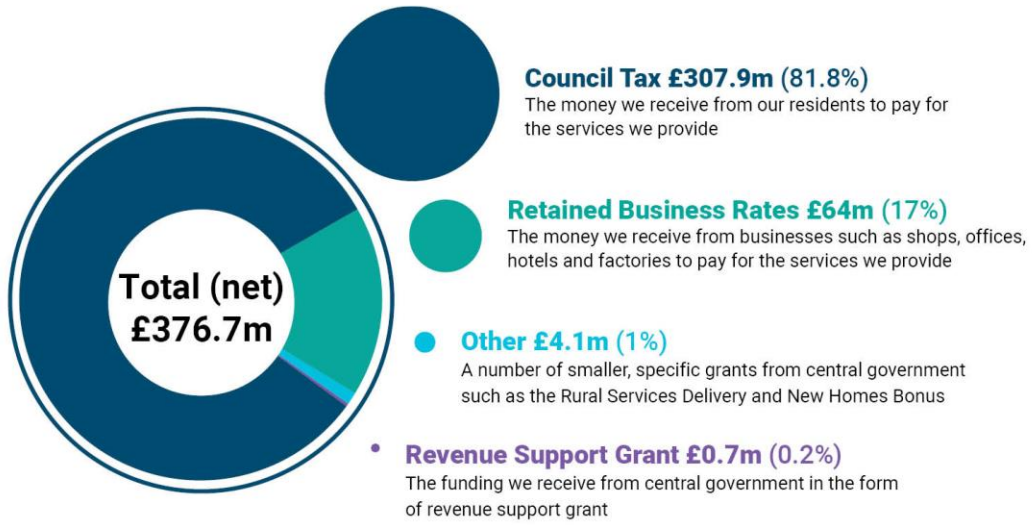 Council Tax £307.9m (81.8%)
The money we receive from our residents to pay for
the services we provide
Retained Business Rates £64m (17%)
The money we receive from businesses such as shops, offices,
hotels and factories to pay for the services we provide
Total (net)
£376.7m
Other £4.1m (1%)
A number of smaller, specific grants from central government
such as the Rural Services Delivery and New Homes Bonus
Revenue Support Grant £0.7m (0.2%)
The funding we receive from central government in the form
of revenue support grant